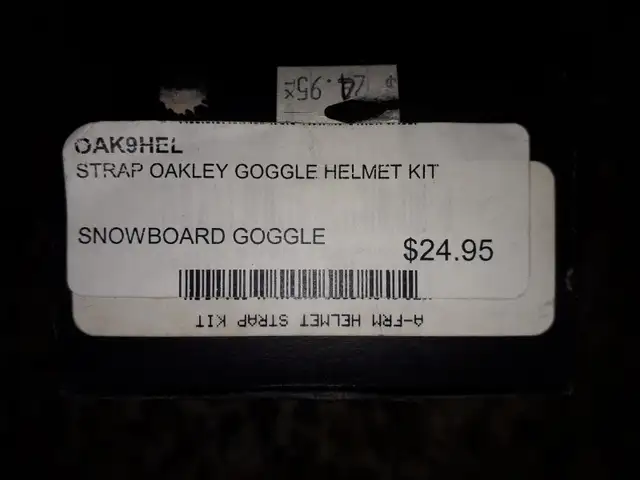 24.95
OAK9HEL
STRAP OAKLEY GOGGLE HELMET KIT
SNOWBOARD GOGGLE
$24.95
A-FRM HELMET STRAP KIT